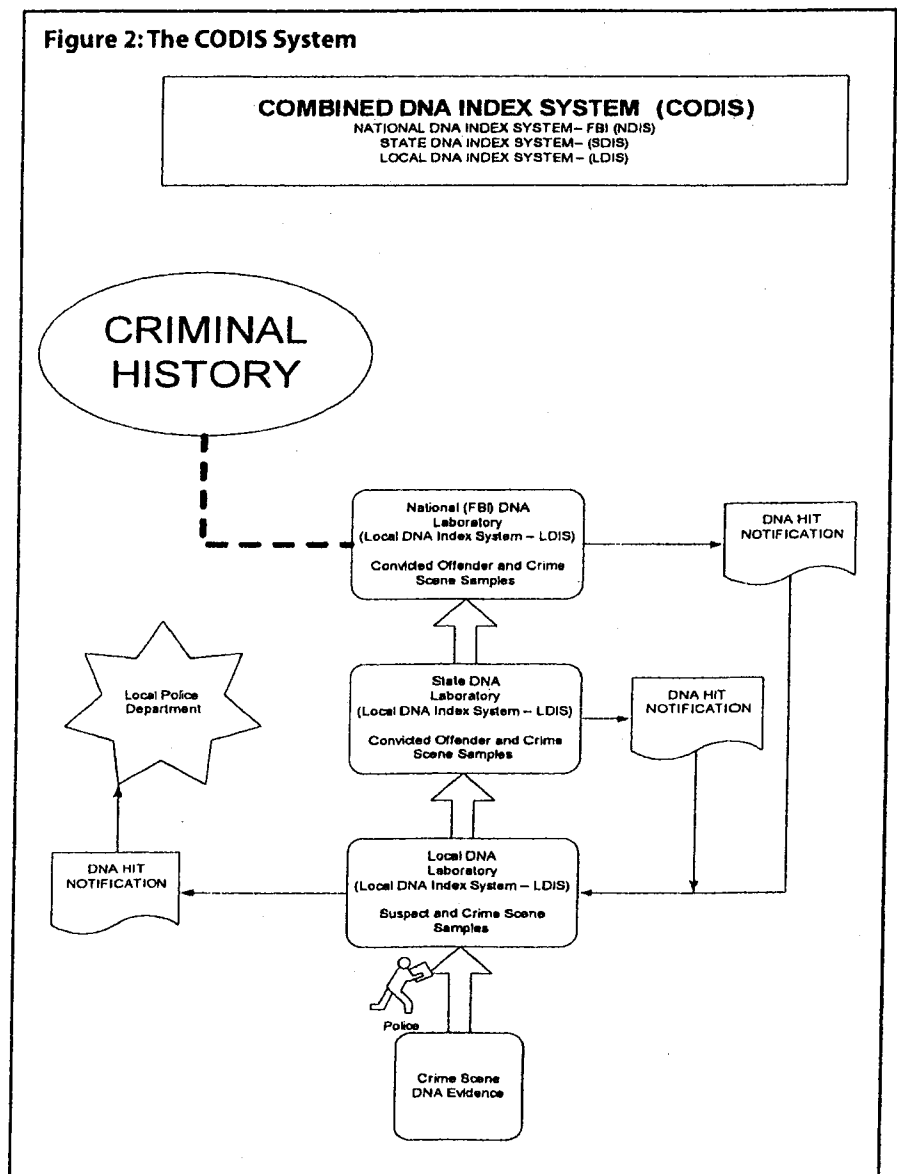 Figure 2: The CODIS System
COMBINED DNA INDEX SYSTEM (CODIS)
NATIONAL DNA INDEX SYSTEM– FBI (NDIS)
STATE DNA INDEX SYSTEM– (SDIS)
LOCAL DNA INDEX SYSTEM– (LDIS)
CRIMINAL
HISTORY
National (FBI) DNA
Laboratory
(Local DNA Index System – LDIS)
Convicted Offender and Crime
Scene Samples
DNA HIT
NOTIFICATION
Local Police
Department
State DNA
Laboratory
(Local DNA Index System – LDIS)
Convicted Offender and Crime
Scene Samples
DNA HIT
NOTIFICATION
DNA HIT
NOTIFICATION
Local DNA
Laboratory
(Local DNA Index System – LDIS)
Suspect and Crime Scene
Samples
Police
Crime Scene
DNA Evidence